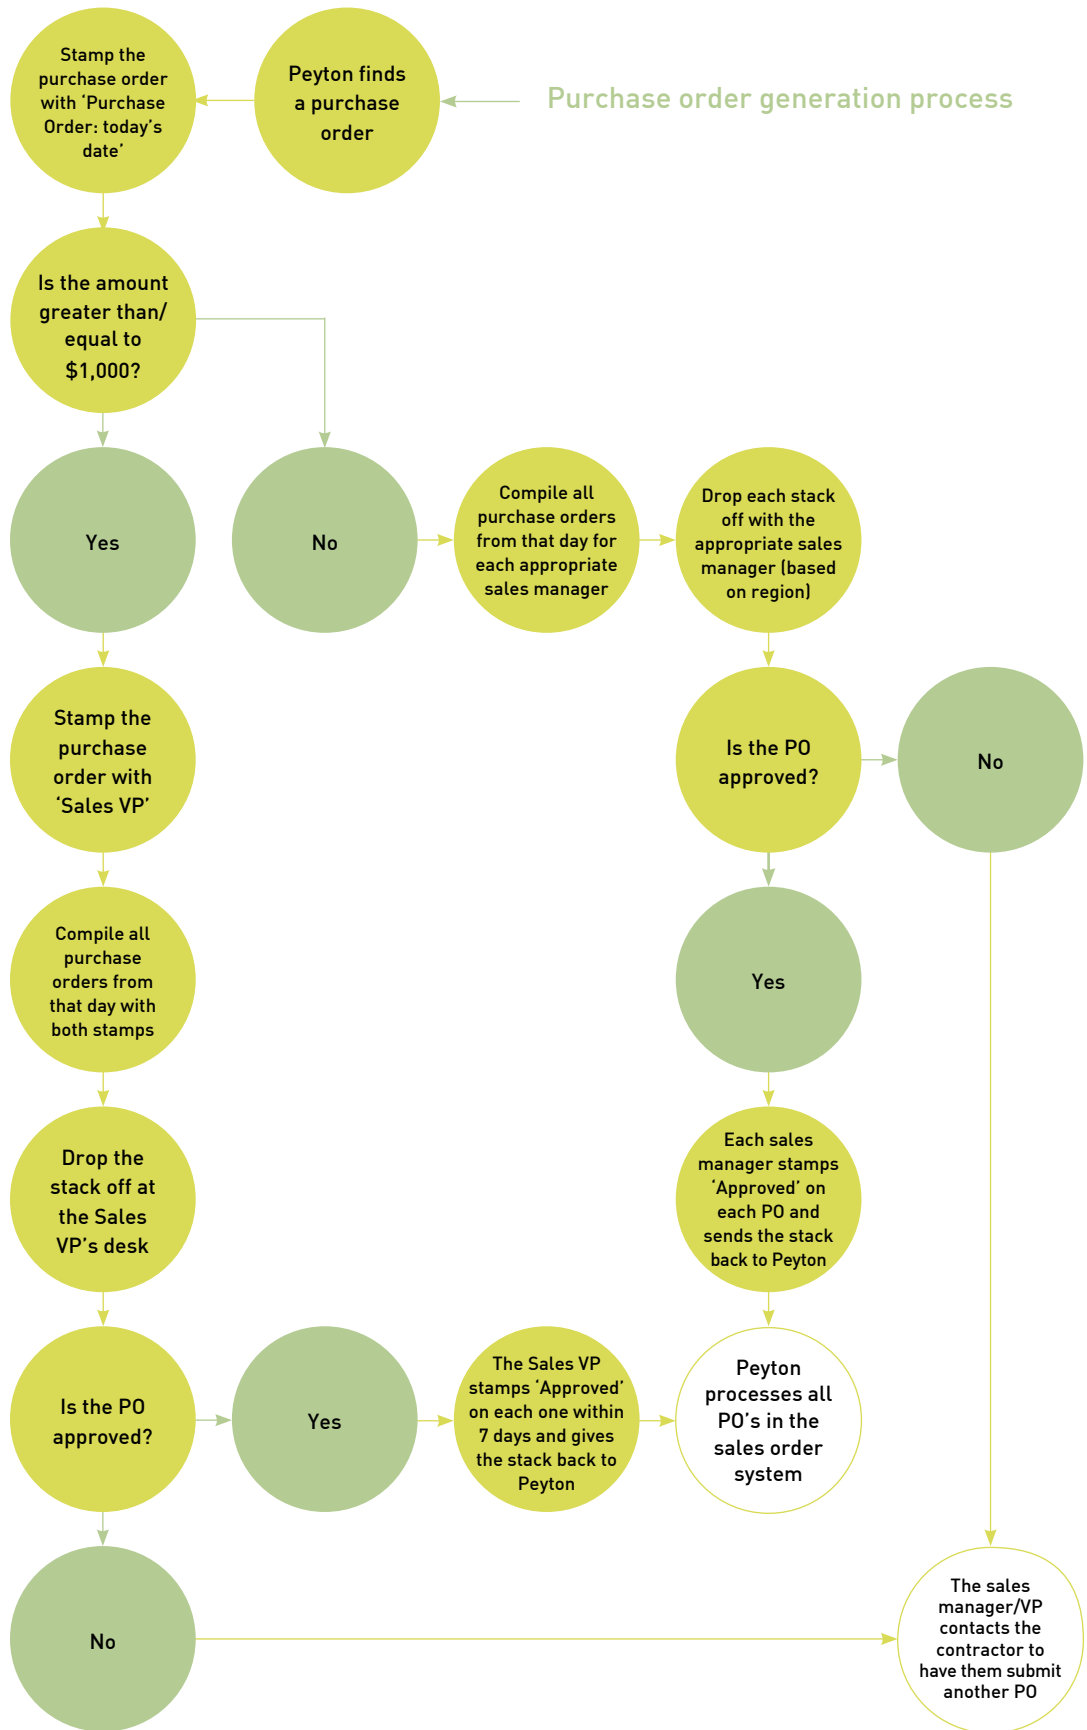 Purchase order generation process
Peyton finds
a purchase
order
Stamp the
purchase order
with ‘Purchase
Order: today’s
date’
Is the amount
greater than/
equal to
$1,000?
Yes
No
Compile all
purchase orders
from that day for
each appropriate
sales manager
Drop each stack
off with the
appropriate sales
manager (based
on region)
Stamp the
purchase
order with
‘Sales VP’
Is the PO
approved?
No
Compile all
purchase
orders from
that day with
both stamps
Yes
Drop the
stack off at
the Sales
VP’s desk
Each sales
manager stamps
‘Approved’ on
each PO and
sends the stack
back to Peyton
Is the PO
approved?
Yes
The Sales VP
stamps ‘Approved’
on each one within
7 days and gives
the stack back to
Peyton
Peyton
processes all
PO’s in the
sales order
system
No
The sales
manager/VP
contacts the
contractor to
have them submit
another PO